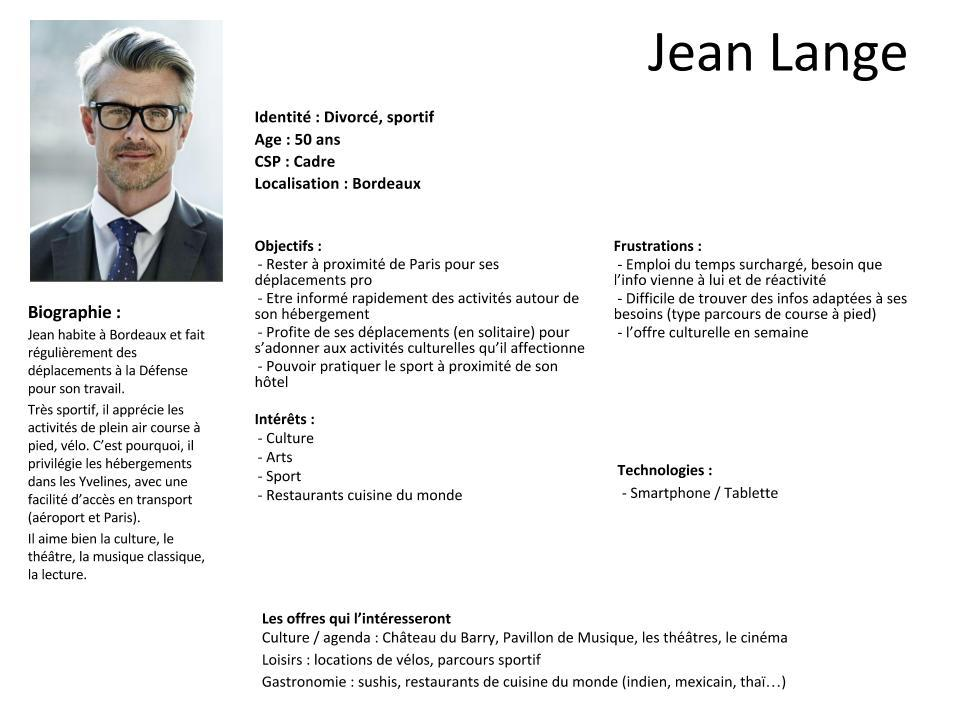 Jean Lange
Identité : Divorcé, sportif
Age : 50 ans
CSP : Cadre
Localisation : Bordeaux
Biographie :
Jean habite à Bordeaux et fait
régulièrement des
déplacements à la Défense
pour son travail.
Très sportif, il apprécie les
activités de plein air course à
pied, vélo. C’est pourquoi, il
privilégie les hébergements
dans les Yvelines, avec une
facilité d’accès en transport
(aéroport et Paris).
Il aime bien la culture, le
théâtre, la musique classique,
la lecture.
Objectifs :
- Rester à proximité de Paris pour ses
déplacements pro
- Etre informé rapidement des activités autour de
son hébergement
- Profite de ses déplacements (en solitaire) pour
s’adonner aux activités culturelles qu’il affectionne
- Pouvoir pratiquer le sport à proximité de son
hôtel
Intérêts :
- Culture
- Arts
- Sport
- Restaurants cuisine du monde
Frustrations :
- Emploi du temps surchargé, besoin que
l’info vienne à lui et de réactivité
- Difficile de trouver des infos adaptées à ses
besoins (type parcours de course à pied)
- l’offre culturelle en semaine
Technologies :
- Smartphone / Tablette
Les offres qui l’intéresseront
Culture / agenda : Château du Barry, Pavillon de Musique, les théâtres, le cinéma
Loisirs : locations de vélos, parcours sportif
Gastronomie : sushis, restaurants de cuisine du monde (indien, mexicain, thaï…)